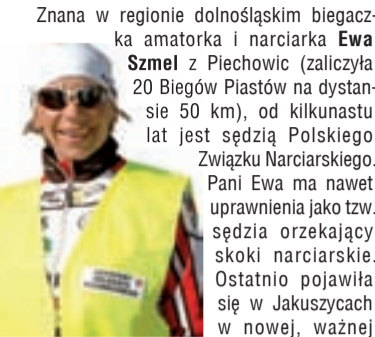 Znana w regionie dolnośląskim biegacz-
ka amatorka i narciarka Ewa
Szmel z Piechowic (zaliczyła
20 Biegów Piastów na dystan-
sie 50 km), od kilkunastu
lat jest sędzią Polskiego
Związku Narciarskiego.
Pani Ewa ma nawet
uprawnienia jako tzw.
sędzia orzekający
skoki narciarskie.
Ostatnio pojawiła
się w Jakuszycach
w nowej, ważnej